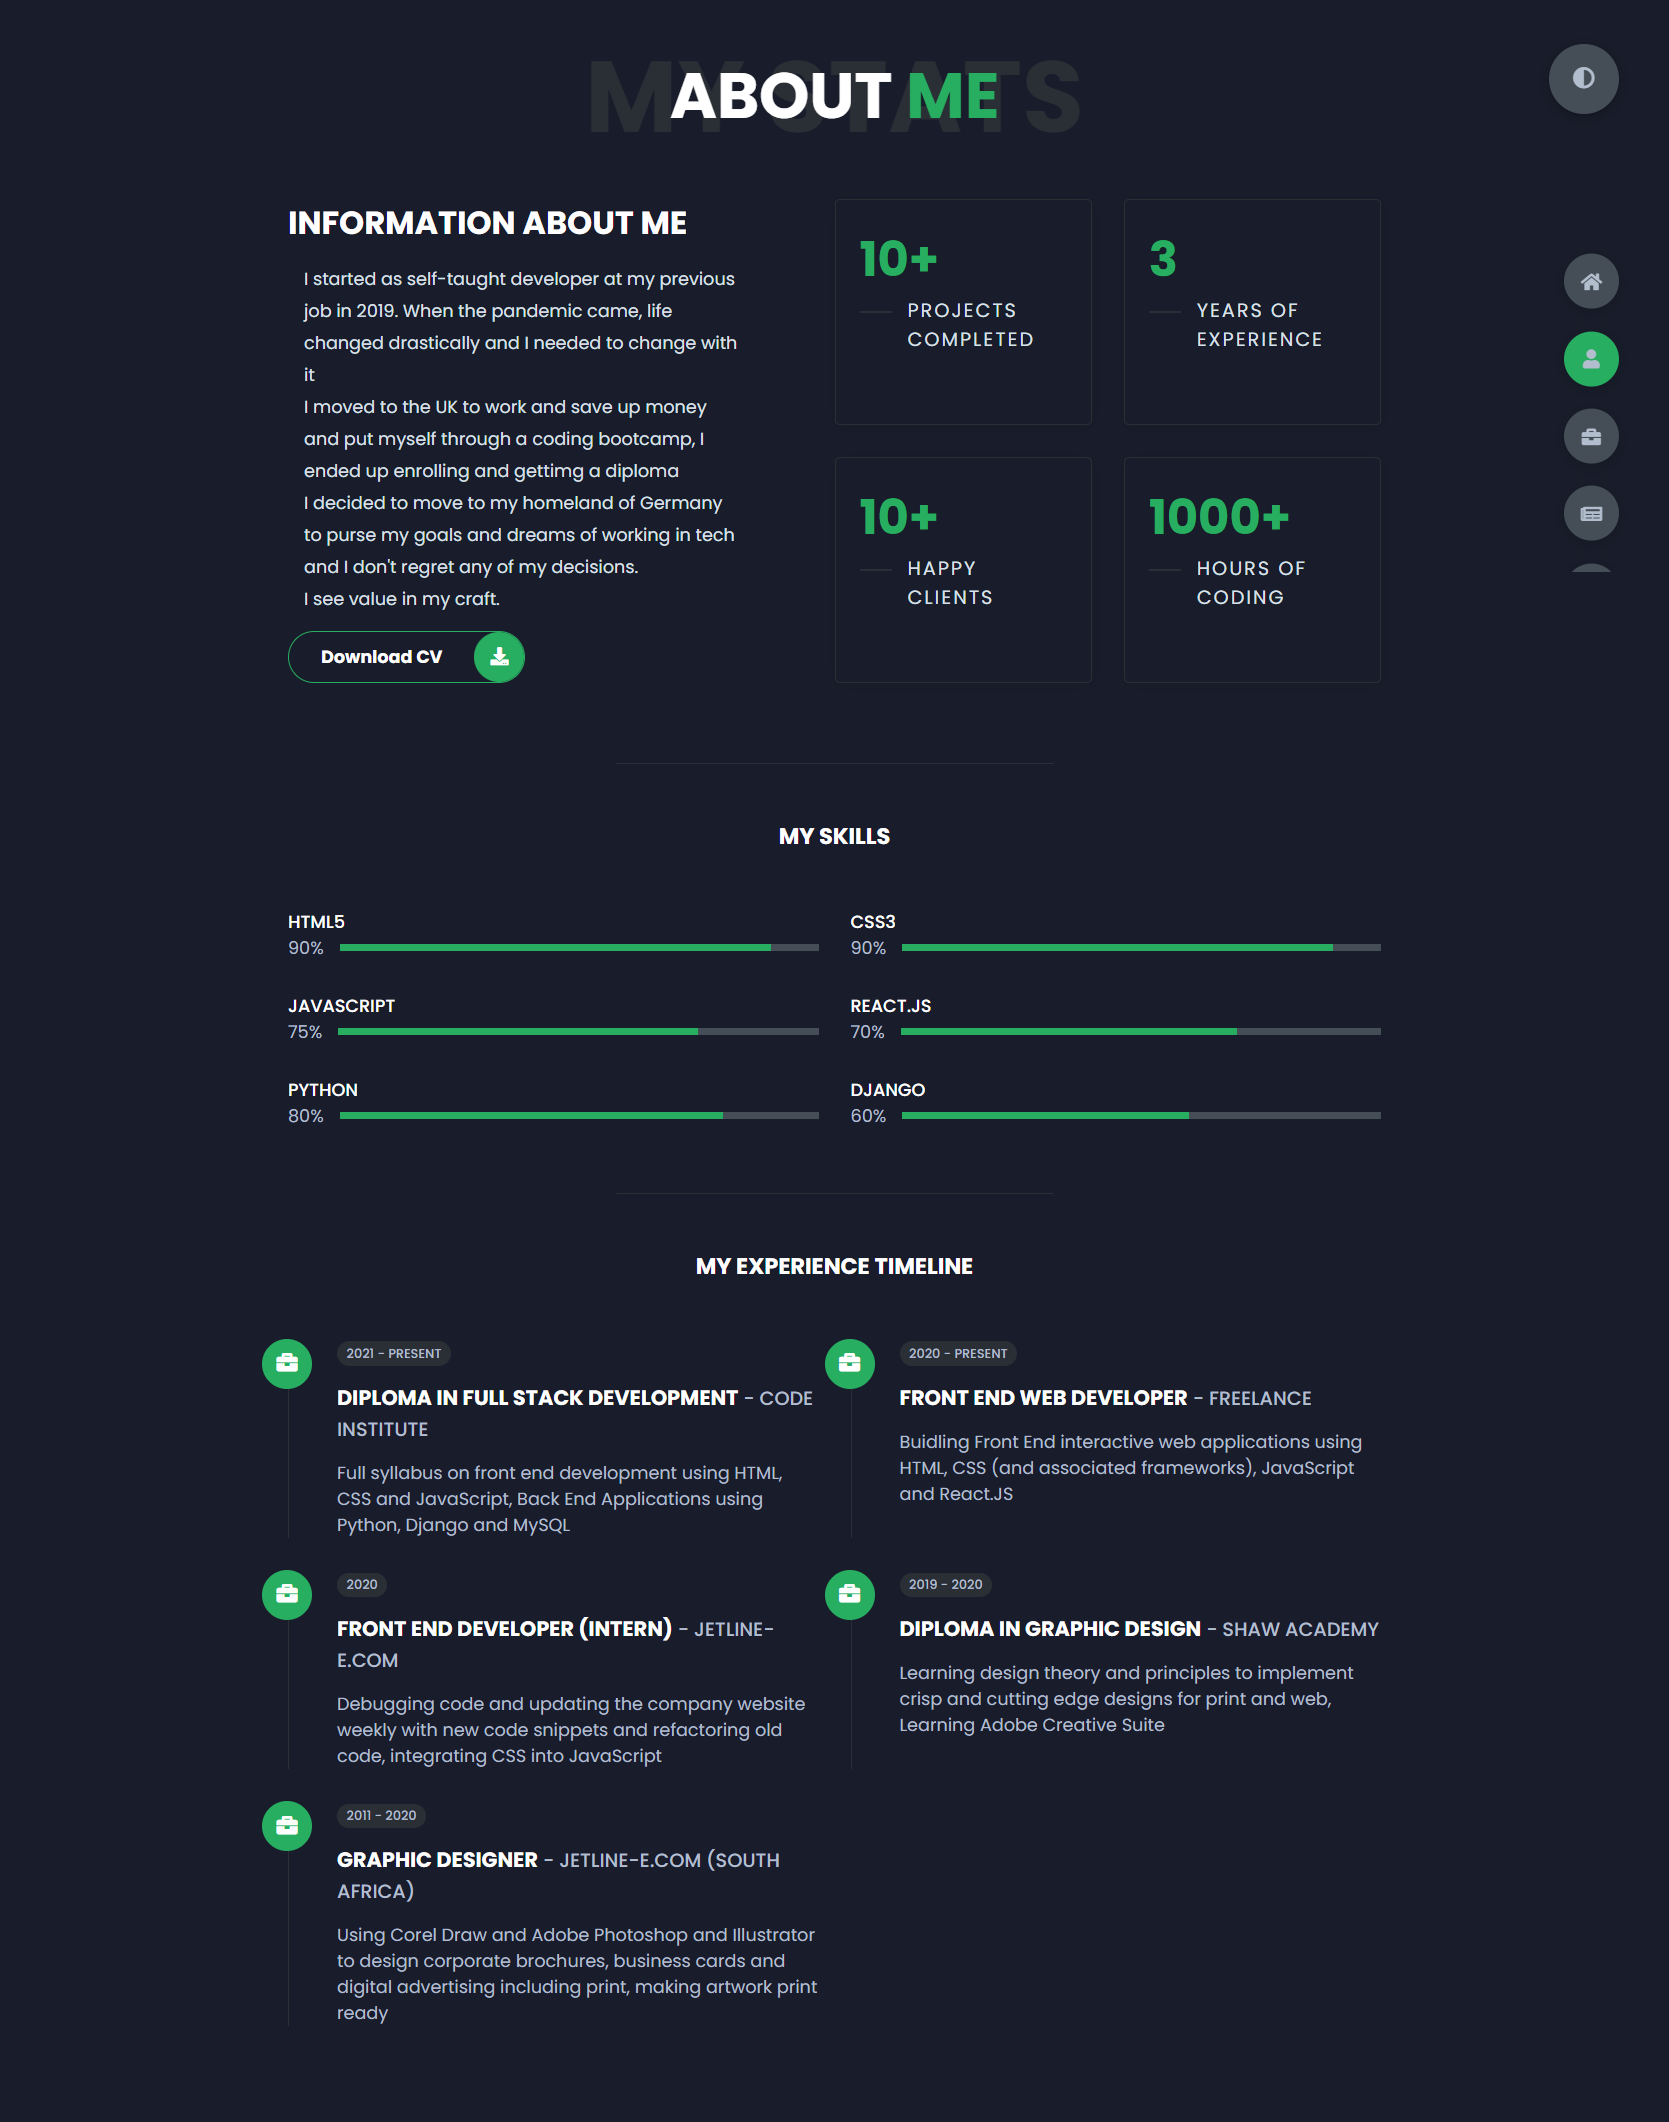 MY STATS
ABOUT ME
INFORMATION ABOUT ME
I started as self-taught developer at my previous
job in 2019. When the pandemic came, life
changed drastically and I needed to change with
it
I moved to the UK to work and save up money
and put myself through a coding bootcamp, I
ended up enrolling and gettimg a diploma
I decided to move to my homeland of Germany
to purse my goals and dreams of working in tech
and I don't regret any of my decisions.
I see value in my craft.
Download CV
10+
PROJECTS
COMPLETED
3
YEARS OF
EXPERIENCE
10+
HAPPY
CLIENTS
1000+
HOURS OF
CODING
MY SKILLS
HTML5
90%
CSS3
90%
JAVASCRIPT
75%
REACT.JS
70%
PYTHON
80%
DJANGO
60%
MY EXPERIENCE TIMELINE
2021 - PRESENT
DIPLOMA IN FULL STACK DEVELOPMENT - CODE
INSTITUTE
Full syllabus on front end development using HTML,
CSS and JavaScript, Back End Applications using
Python, Django and MySQL
2020 - PRESENT
FRONT END WEB DEVELOPER - FREELANCE
Buidling Front End interactive web applications using
HTML, CSS (and associated frameworks), JavaScript
and React.JS
2020
FRONT END DEVELOPER (INTERN) - JETLINE-
E.COM
Debugging code and updating the company website
weekly with new code snippets and refactoring old
code, integrating CSS into JavaScript
2019 - 2020
DIPLOMA IN GRAPHIC DESIGN - SHAW ACADEMY
Learning design theory and principles to implement
crisp and cutting edge designs for print and web,
Learning Adobe Creative Suite
2011 - 2020
GRAPHIC DESIGNER - JETLINE-E.COM (SOUTH
AFRICA)
Using Corel Draw and Adobe Photoshop and Illustrator
to design corporate brochures, business cards and
digital advertising including print, making artwork print
ready